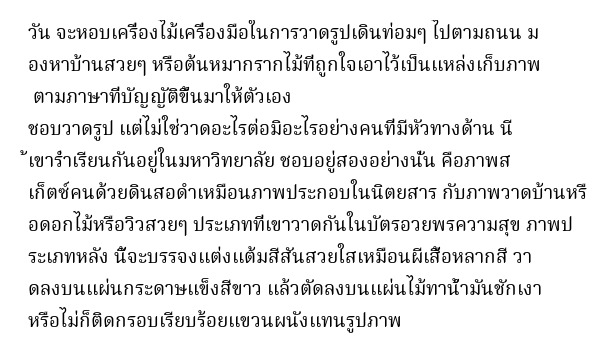 วัน จะหอบเครื่องไม้เครื่องมือในการวาดรูปเดินท่อมๆ ไปตามถนน ม
องหาบ้านสวยๆ หรือต้นหมากรากไม้ที่ถูกใจเอาไว้เป็นแหล่งเก็บภาพ
ตามภาษาที่บัญญัติขึ้นมาให้ตัวเอง
ชอบวาดรูป แต่ไม่ใช่วาดอะไรต่อมิอะไรอย่างคนที่มีหัวทางด้าน นี
้เขาร่ำเรียนกันอยู่ในมหาวิทยาลัย ชอบอยู่สองอย่างนั้น คือภาพส
เก็ตซ์คนด้วยดินสอดำเหมือนภาพประกอบในนิตยสาร กับภาพวาดบ้านหรื
อดอกไม้หรือวิวสวยๆ ประเภทที่เขาวาดกันในบัตรอวยพรความสุข ภาพป
ระเภทหลัง นี้จะบรรจงแต่งแต้มสีสันสวยใสเหมือนผีเสื้อหลากสี วา
ดลงบนแผ่นกระดาษแข็งสีขาว แล้วตัดลงบนแผ่นไม้ทาน้ำมันชักเงา
หรือไม่ก็ติดกรอบเรียบร้อยแขวนผนังแทนรูปภาพ